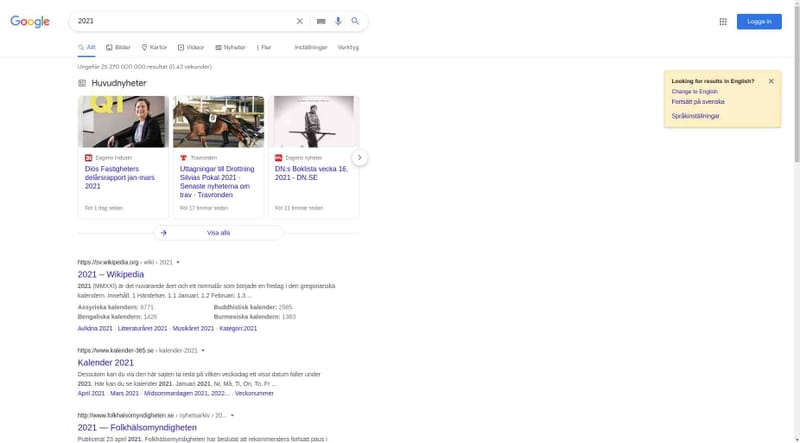 Google
2021
Logga in
Allt
Bilder
Kartor
Videor
Nyheter
Fler
Inställningar
Verktyg
Ungefär 25 270 000 000 resultat (0,43 sekunder)
Looking for results in English?
Change to English
Fortsätt på svenska
Språkinställningar
Huvudnyheter
Dagens industri
Diös Fastigheters
delårsrapport jan-mars
2021
För 1 dag sedan
Travronden
Uttagningar till Drottning
Silvias Pokal 2021 ·
Senaste nyheterna om
trav · Travronden
För 17 timmar sedan
Dagens nyheter
DN:s Boklista vecka 16,
2021 - DN.SE
För 21 timmar sedan
Visa alla
https://sv.wikipedia.org › wiki › 2021
2021 – Wikipedia
2021 (MMXXI) är det nuvarande året och ett normalår som började en fredag i den gregorianska
kalendern. Innehåll. 1 Händelser. 1.1 Januari; 1.2 Februari; 1.3 ...
Assyriska kalendern: 6771
Buddhistisk kalender: 2565
Bengaliska kalendern: 1428
Burmesiska kalendern: 1383
Avlidna 2021 · Litteraturåret 2021 · Musikåret 2021 · Kategori:2021
https://www.kalender-365.se › kalender-2021
Kalender 2021
Dessutom kan du via den här sajten ta reda på vilken veckodag ett visst datum faller under
2021. Här kan du se kalender 2021. Januari 2021. Nr, Må, Ti, On, To, Fr ...
April 2021 · Mars 2021 · Midsommardagen 2021, 2022... · Veckonummer
http://www.folkhalsomyndigheten.se › nyhetsarkiv › 20...
2021 — Folkhälsomyndigheten
Publicerat 23 april 2021. Folkhälsomyndigheten har beslutat att rekommendera fortsatt paus i